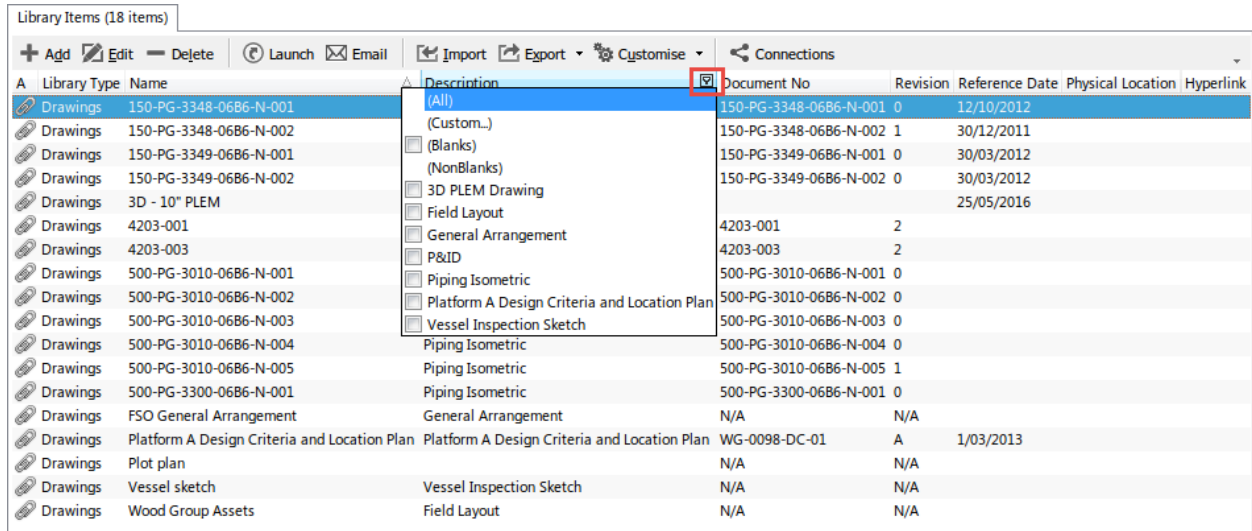 Library Items (18 items)
Add Edit Delete Launch Email Import Export Customise Connections
A Library Type Name Description Document No Revision Reference Date Physical Location Hyperlink
Drawings 150-PG-3348-06B6-N-001 (All) 150-PG-3348-06B6-N-001 0 12/10/2012
(Custom...)
Drawings 150-PG-3348-06B6-N-002 150-PG-3348-06B6-N-002 1 30/12/2011
(Blanks)
Drawings 150-PG-3349-06B6-N-001 150-PG-3349-06B6-N-001 0 30/03/2012
(NonBlanks)
Drawings 150-PG-3349-06B6-N-002 150-PG-3349-06B6-N-002 0 30/03/2012
3D PLEM Drawing
Drawings 3D - 10" PLEM 25/05/2016
Field Layout
Drawings 4203-001 4203-001 2
General Arrangement
Drawings 4203-003 4203-003 2
P&ID
Drawings 500-PG-3010-06B6-N-001 500-PG-3010-06B6-N-001 0
Piping Isometric
Drawings 500-PG-3010-06B6-N-002 500-PG-3010-06B6-N-002 0
Platform A Design Criteria and Location Plan
Drawings 500-PG-3010-06B6-N-003 500-PG-3010-06B6-N-003 0
Vessel Inspection Sketch
Drawings 500-PG-3010-06B6-N-004 Piping Isometric 500-PG-3010-06B6-N-004 0
Drawings 500-PG-3010-06B6-N-005 Piping Isometric 500-PG-3010-06B6-N-005 1
Drawings 500-PG-3300-06B6-N-001 Piping Isometric 500-PG-3300-06B6-N-001 0
Drawings FSO General Arrangement General Arrangement N/A N/A
Drawings Platform A Design Criteria and Location Plan Platform A Design Criteria and Location Plan WG-0098-DC-01 A 1/03/2013
Drawings Plot plan N/A N/A
Drawings Vessel sketch Vessel Inspection Sketch N/A N/A
Drawings Wood Group Assets Field Layout N/A N/A